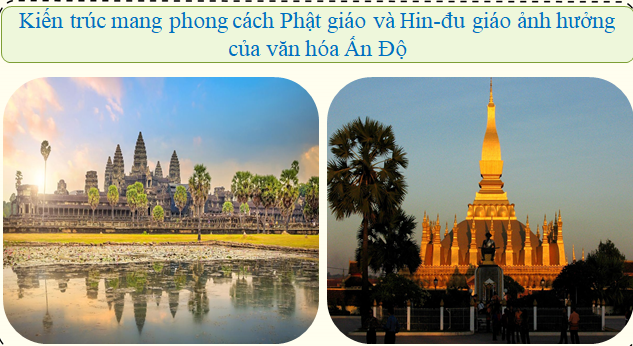 Kiến trúc mang phong cách Phật giáo và Hin-đu giáo ảnh hưởng
của văn hóa Ấn Độ